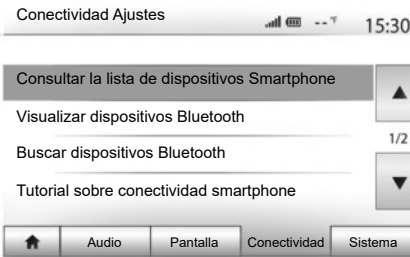 Conectividad Ajustes
-- °F 15:30
Consultar la lista de dispositivos Smartphone
Visualizar dispositivos Bluetooth
1/2
Buscar dispositivos Bluetooth
Tutorial sobre conectividad smartphone
Audio Pantalla Conectividad Sistema